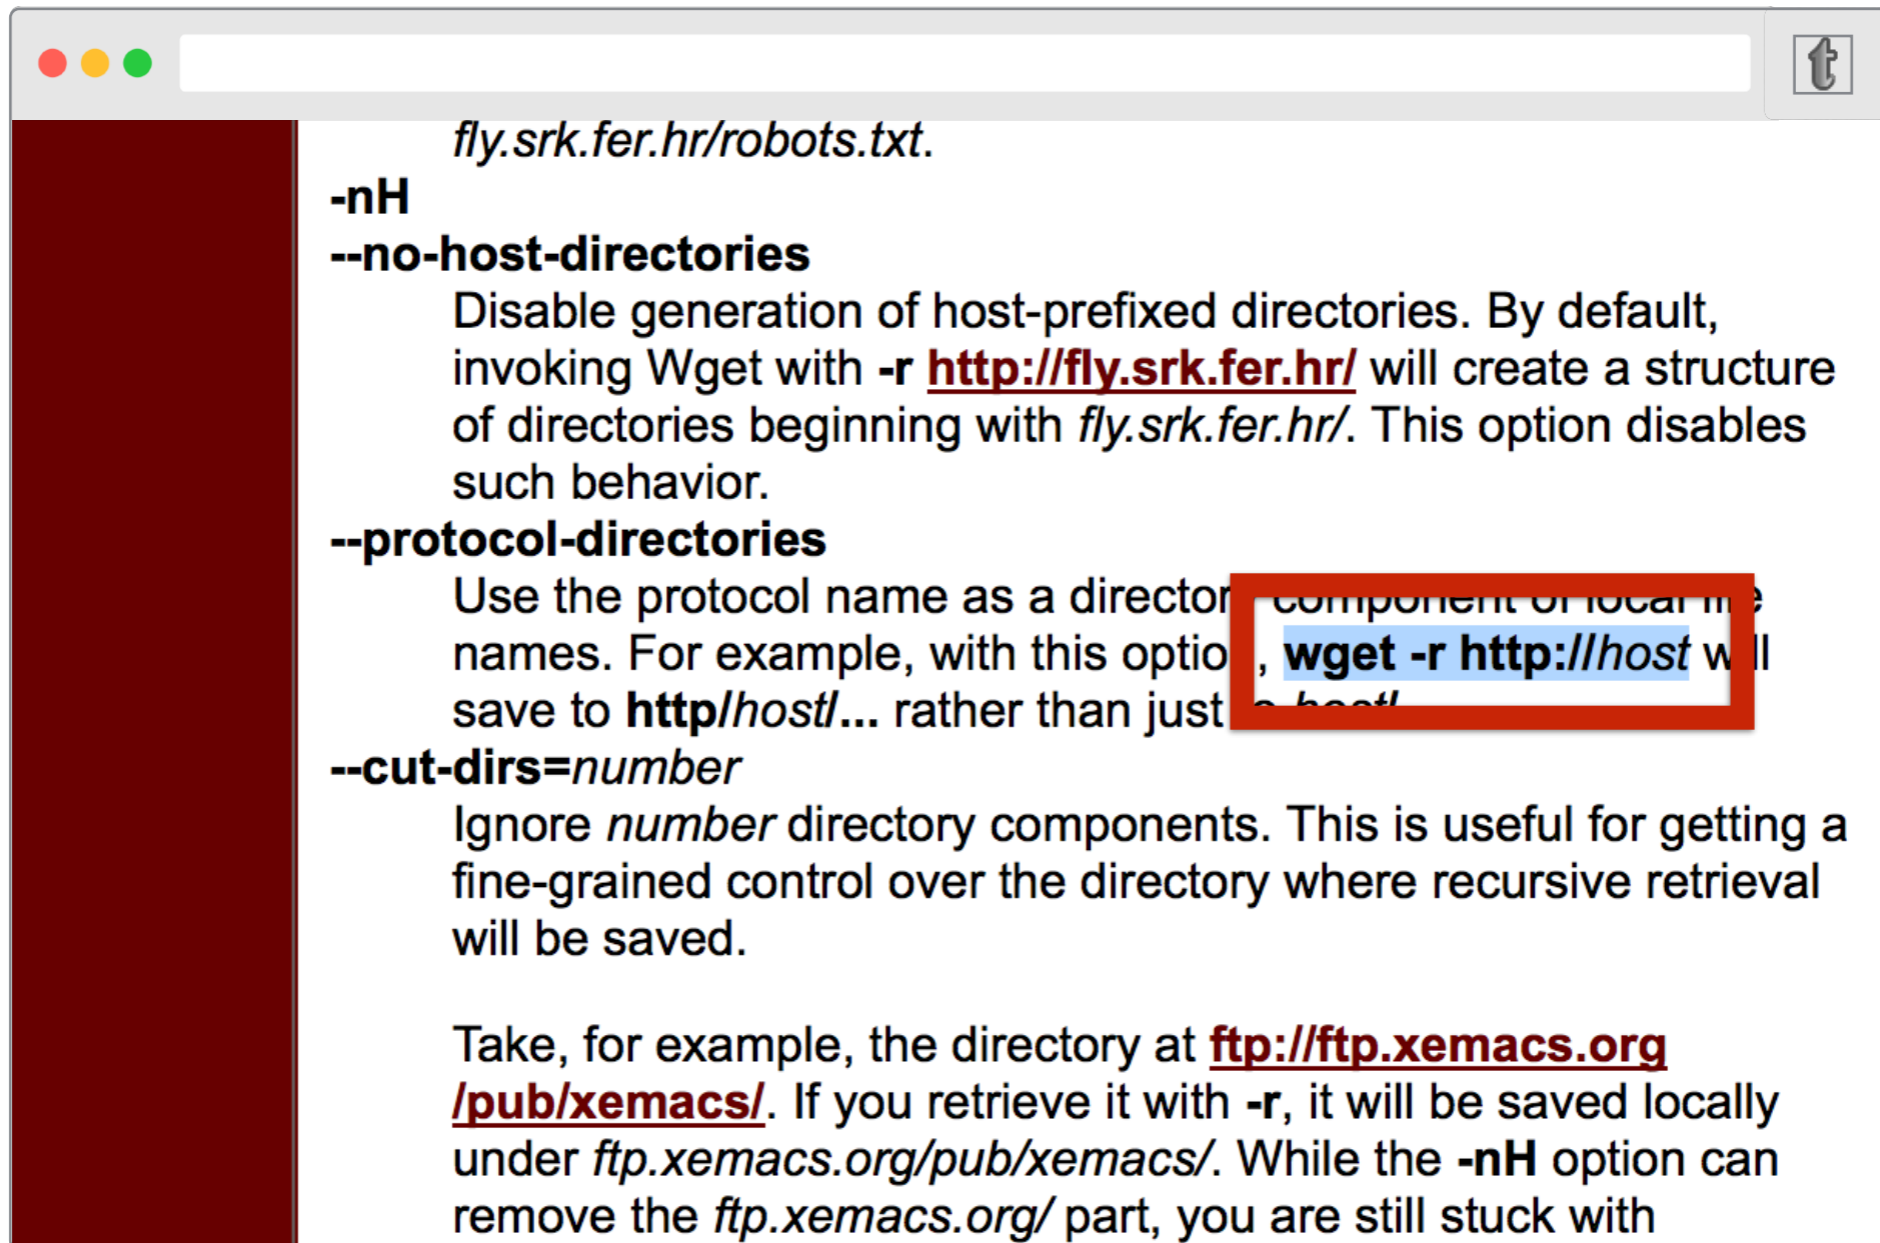 t
fly.srk.fer.hr/robots.txt.
-nH
--no-host-directories
Disable generation of host-prefixed directories. By default,
invoking Wget with -r http://fly.srk.fer.hr/ will create a structure
of directories beginning with fly.srk.fer.hr/. This option disables
such behavior.
--protocol-directories
Use the protocol name as a director component of local file
names. For example, with this optio , wget -r http://host will
save to http/host/... rather than just host/
--cut-dirs=number
Ignore number directory components. This is useful for getting a
fine-grained control over the directory where recursive retrieval
will be saved.
Take, for example, the directory at ftp://ftp.xemacs.org
/pub/xemacs/. If you retrieve it with -r, it will be saved locally
under ftp.xemacs.org/pub/xemacs/. While the -nH option can
remove the ftp.xemacs.org/ part, you are still stuck with